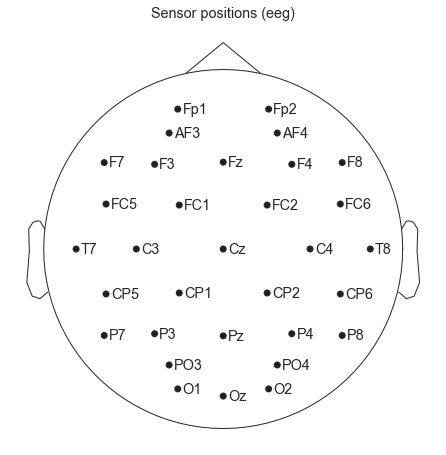 Sensor positions (eeg)
Fp1 Fp2
AF3 AF4
F7 F3 Fz F4 F8
FC5 FC1 FC2 FC6
T7 C3 Cz C4 T8
CP5 CP1 CP2 CP6
P7 P3 Pz P4 P8
PO3 PO4
O1 Oz O2